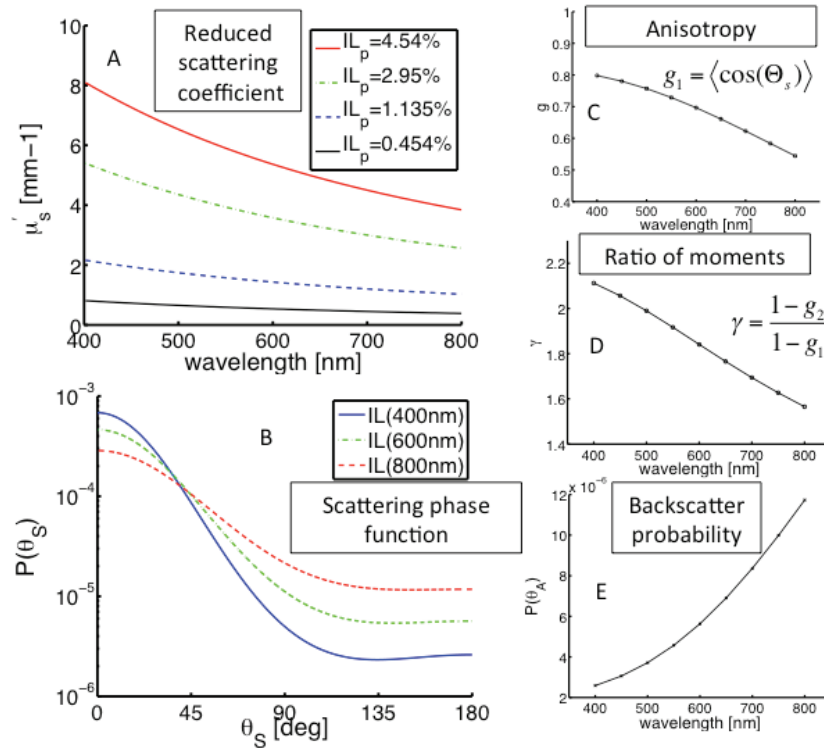 A
Reduced
scattering
coefficient
IL_p=4.54%
IL_p=2.95%
IL_p=1.135%
IL_p=0.454%
10
8
6
4
2
0
μ_s' [mm-1]
400 500 600 700 800
wavelength [nm]
B
IL(400nm)
IL(600nm)
IL(800nm)
Scattering phase
function
10^-3
10^-4
10^-5
10^-6
P(θ_S)
0 45 90 135 180
θ_S [deg]
Anisotropy
g_1 = ⟨cos(Θ_s)⟩
C
1
0.9
0.8
0.7
0.6
0.5
0.4
g
400 500 600 700 800
wavelength [nm]
Ratio of moments
γ = (1-g_2)/(1-g_1)
D
2.2
2
1.8
1.6
1.4
γ
400 500 600 700 800
wavelength [nm]
x 10^-6
Backscatter
probability
E
12
10
8
6
4
2
P(θ_A)
400 500 600 700 800
wavelength [nm]